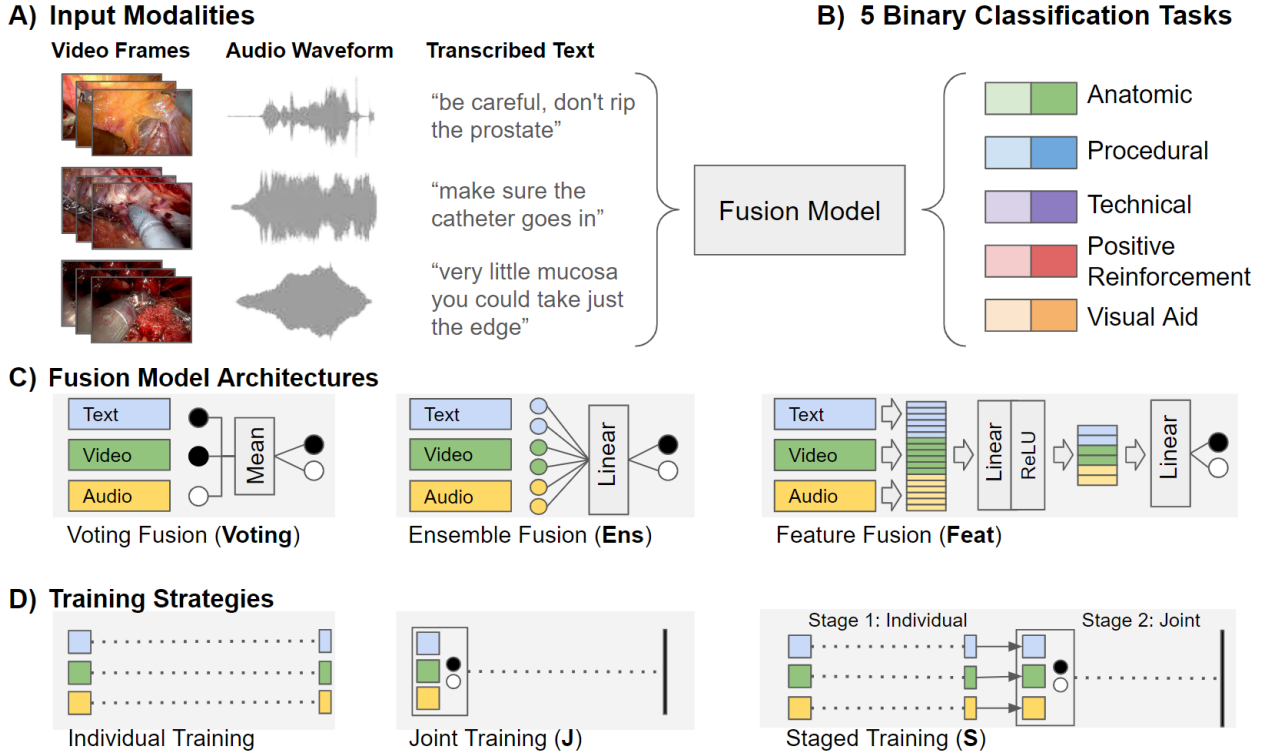 A) Input Modalities
B) 5 Binary Classification Tasks
Video Frames
Audio Waveform
Transcribed Text
“be careful, don't rip
the prostate”
“make sure the
catheter goes in”
“very little mucosa
you could take just
the edge”
Fusion Model
Anatomic
Procedural
Technical
Positive
Reinforcement
Visual Aid
C) Fusion Model Architectures
Text
Video
Audio
Mean
Voting Fusion (Voting)
Text
Video
Audio
Linear
Ensemble Fusion (Ens)
Text
Video
Audio
Linear
ReLU
Linear
Feature Fusion (Feat)
D) Training Strategies
Individual Training
Joint Training (J)
Stage 1: Individual
Stage 2: Joint
Staged Training (S)